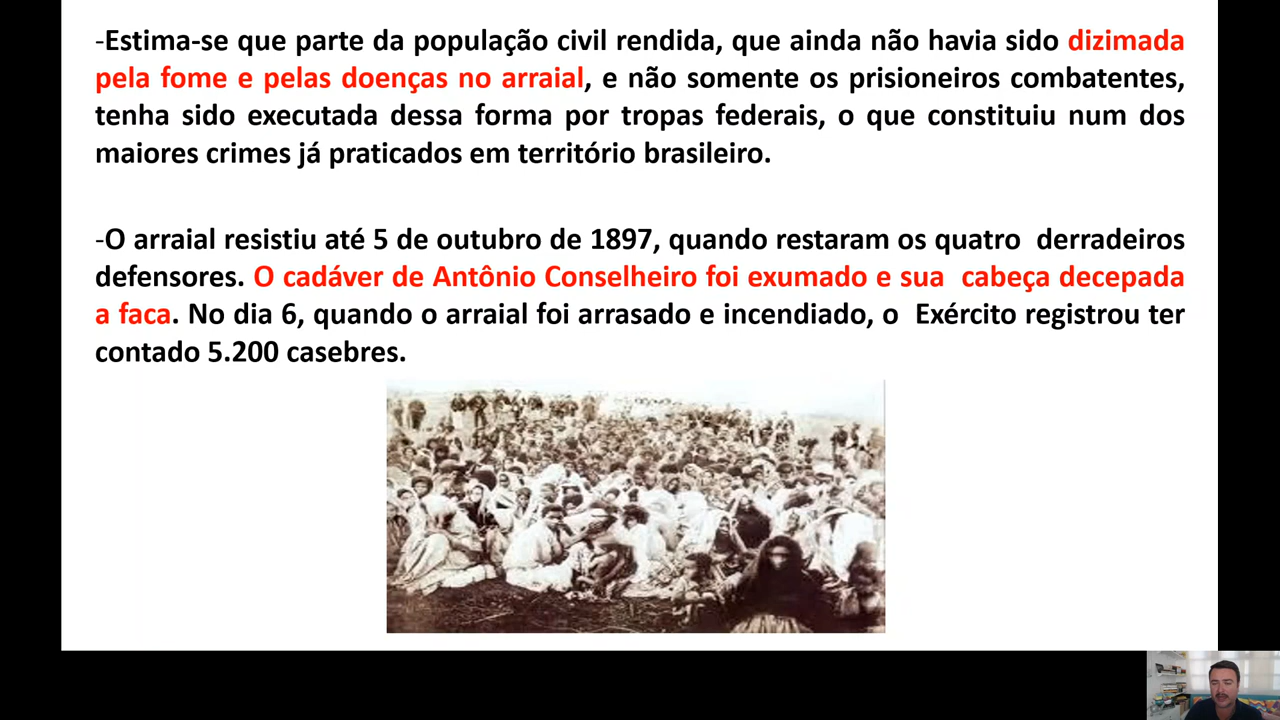 -Estima-se que parte da população civil rendida, que ainda não havia sido dizimada
pela fome e pelas doenças no arraial, e não somente os prisioneiros combatentes,
tenha sido executada dessa forma por tropas federais, o que constituiu num dos
maiores crimes já praticados em território brasileiro.
-O arraial resistiu até 5 de outubro de 1897, quando restaram os quatro derradeiros
defensores. O cadáver de Antônio Conselheiro foi exumado e sua cabeça decepada
a faca. No dia 6, quando o arraial foi arrasado e incendiado, o Exército registrou ter
contado 5.200 casebres.